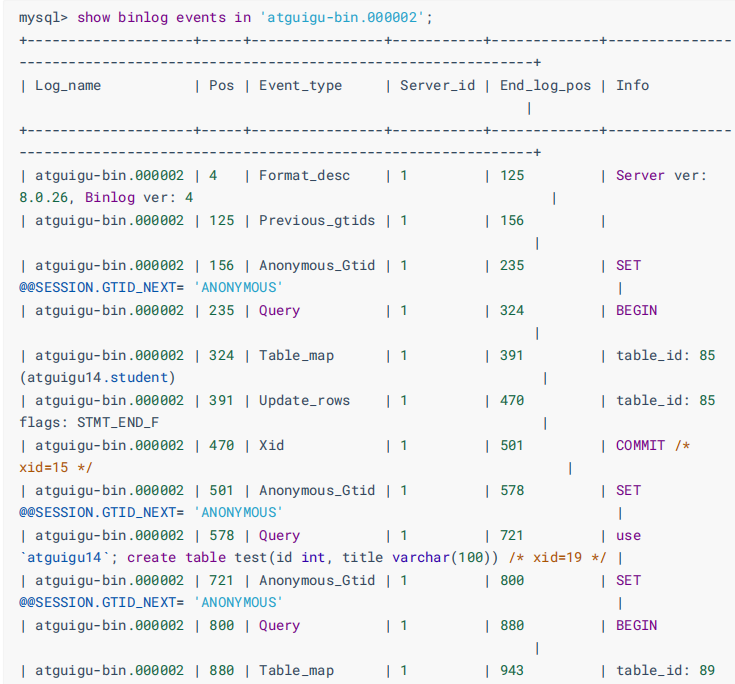 mysql> show binlog events in 'atguigu-bin.000002';
+--------------------+-----+----------------+-----------+-------------+---------------
---------------------------------------------------------------+
| Log_name | Pos | Event_type | Server_id | End_log_pos | Info
|
+--------------------+-----+----------------+-----------+-------------+---------------
---------------------------------------------------------------+
| atguigu-bin.000002 | 4 | Format_desc | 1 | 125 | Server ver:
8.0.26, Binlog ver: 4 |
| atguigu-bin.000002 | 125 | Previous_gtids | 1 | 156 |
|
| atguigu-bin.000002 | 156 | Anonymous_Gtid | 1 | 235 | SET
@@SESSION.GTID_NEXT= 'ANONYMOUS' |
| atguigu-bin.000002 | 235 | Query | 1 | 324 | BEGIN
|
| atguigu-bin.000002 | 324 | Table_map | 1 | 391 | table_id: 85
(atguigu14.student) |
| atguigu-bin.000002 | 391 | Update_rows | 1 | 470 | table_id: 85
flags: STMT_END_F |
| atguigu-bin.000002 | 470 | Xid | 1 | 501 | COMMIT /*
xid=15 */ |
| atguigu-bin.000002 | 501 | Anonymous_Gtid | 1 | 578 | SET
@@SESSION.GTID_NEXT= 'ANONYMOUS' |
| atguigu-bin.000002 | 578 | Query | 1 | 721 | use
`atguigu14`; create table test(id int, title varchar(100)) /* xid=19 */ |
| atguigu-bin.000002 | 721 | Anonymous_Gtid | 1 | 800 | SET
@@SESSION.GTID_NEXT= 'ANONYMOUS' |
| atguigu-bin.000002 | 800 | Query | 1 | 880 | BEGIN
|
| atguigu-bin.000002 | 880 | Table_map | 1 | 943 | table_id: 89